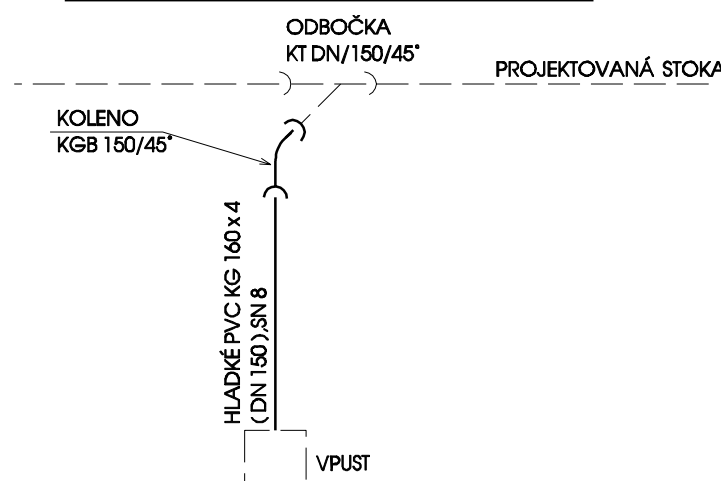 ODBOČKA
KT DN/150/45°
PROJEKTOVANÁ STOKA
KOLENO
KGB 150/45°
HLADKÉ PVC KG 160 x 4
( DN 150 ),SN 8
VPUST